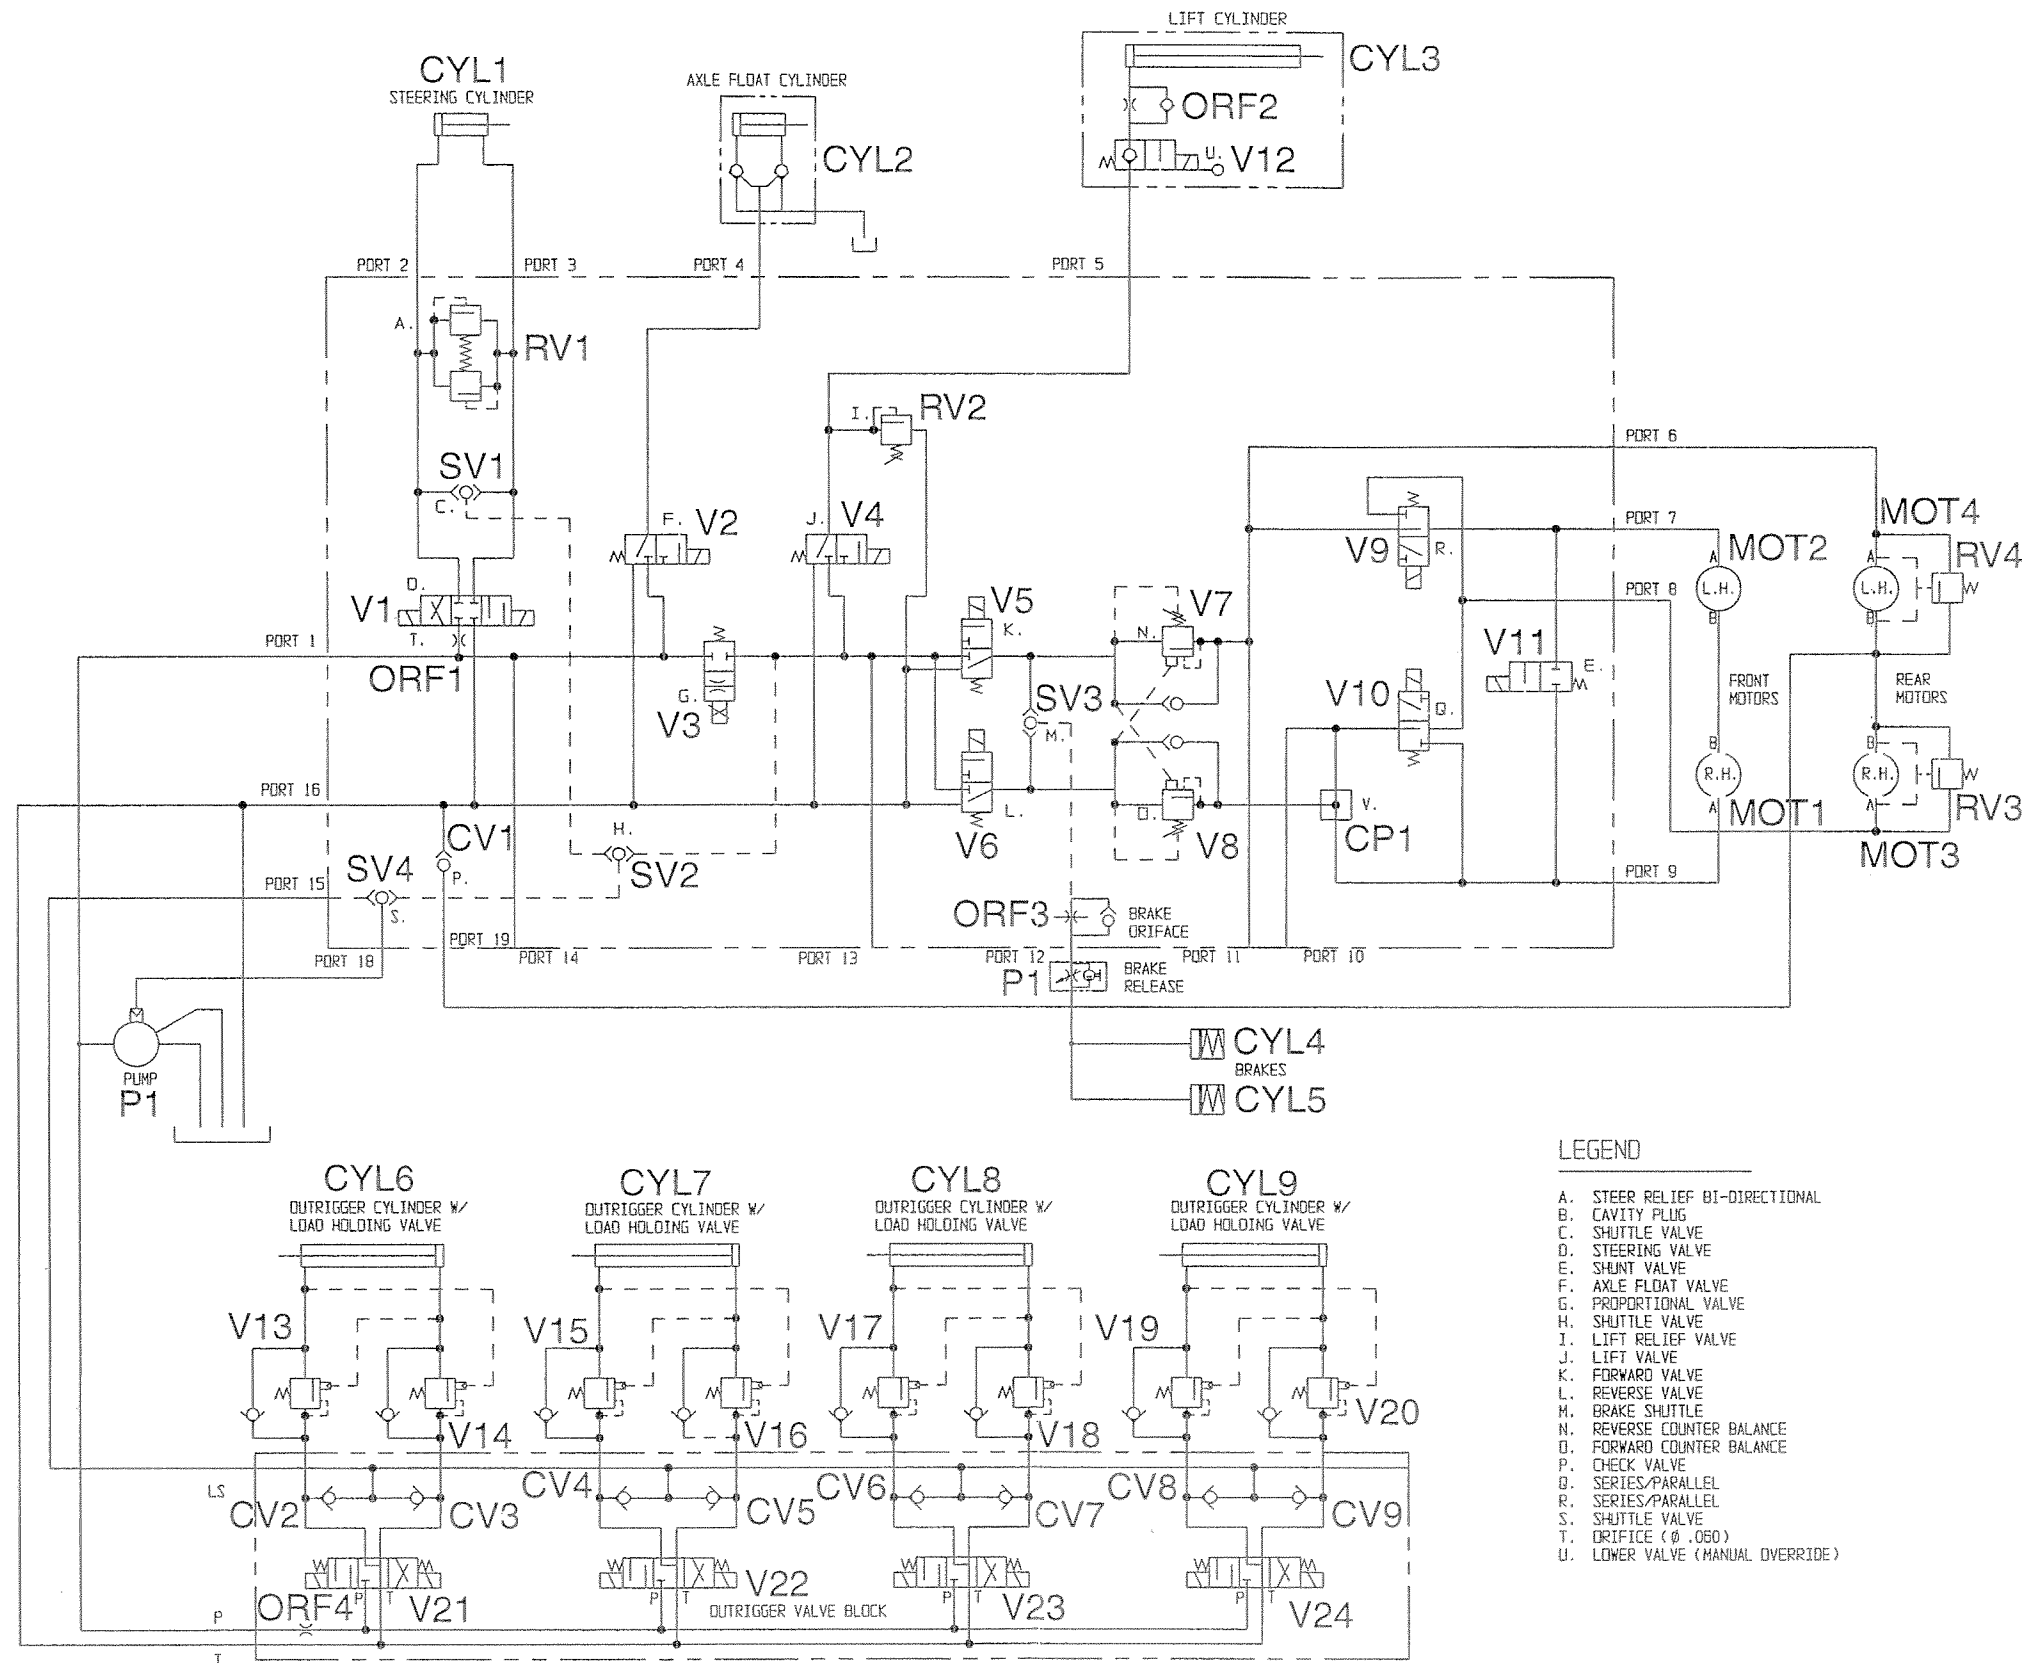 LIFT CYLINDER
CYL3
CYL1
STEERING CYLINDER
AXLE FLOAT CYLINDER
CYL2
ORF2
U.
V12
PORT 2
PORT 3
PORT 4
PORT 5
A.
RV1
I.
RV2
SV1
C.
PORT 6
F.
V2
J.
V4
V9
R.
PORT 7
MOT4
MOT2
RV4
A
L.H.
B
A
L.H.
B
D.
V1
T.
ORF1
PORT 1
V5
K.
N.
V7
PORT 8
V11
E.
G.
V3
SV3
M.
V10
Q.
FRONT
MOTORS
REAR
MOTORS
PORT 16
H.
SV2
CV1
P.
L.
V6
O.
V8
V.
CP1
B
R.H.
A
MOT1
B
R.H.
A
RV3
MOT3
SV4
S.
PORT 15
PORT 9
ORF3
BRAKE
ORIFACE
PORT 19
PORT 18
PORT 14
PORT 13
PORT 12
PORT 11
PORT 10
P1
BRAKE
RELEASE
M
PUMP
P1
CYL4
BRAKES
CYL5
CYL6
OUTRIGGER CYLINDER W/
LOAD HOLDING VALVE
CYL7
OUTRIGGER CYLINDER W/
LOAD HOLDING VALVE
CYL8
OUTRIGGER CYLINDER W/
LOAD HOLDING VALVE
CYL9
OUTRIGGER CYLINDER W/
LOAD HOLDING VALVE
V13
V15
V17
V19
V14
V16
V18
V20
LS
CV2
CV3
CV4
CV5
CV6
CV7
CV8
CV9
P T
P T
P T
P T
ORF4
V21
V22
V23
V24
OUTRIGGER VALVE BLOCK
P
T
LEGEND
A. STEER RELIEF BI-DIRECTIONAL
B. CAVITY PLUG
C. SHUTTLE VALVE
D. STEERING VALVE
E. SHUNT VALVE
F. AXLE FLOAT VALVE
G. PROPORTIONAL VALVE
H. SHUTTLE VALVE
I. LIFT RELIEF VALVE
J. LIFT VALVE
K. FORWARD VALVE
L. REVERSE VALVE
M. BRAKE SHUTTLE
N. REVERSE COUNTER BALANCE
O. FORWARD COUNTER BALANCE
P. CHECK VALVE
Q. SERIES/PARALLEL
R. SERIES/PARALLEL
S. SHUTTLE VALVE
T. ORIFICE (Ø .060)
U. LOWER VALVE (MANUAL OVERRIDE)